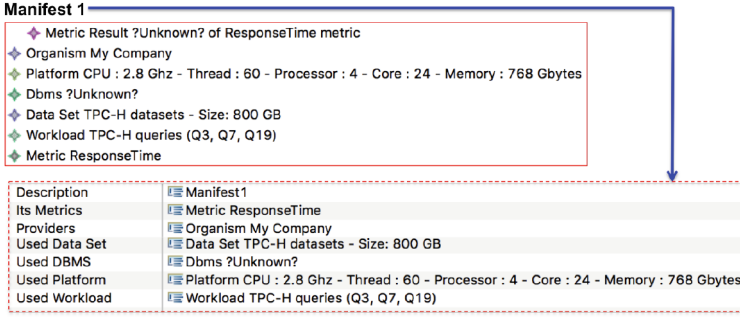 Manifest 1
Metric Result ?Unknown? of ResponseTime metric
Organism My Company
Platform CPU : 2.8 Ghz - Thread : 60 - Processor : 4 - Core : 24 - Memory : 768 Gbytes
Dbms ?Unknown?
Data Set TPC-H datasets - Size: 800 GB
Workload TPC-H queries (Q3, Q7, Q19)
Metric ResponseTime
Description Manifest1
Its Metrics Metric ResponseTime
Providers Organism My Company
Used Data Set Data Set TPC-H datasets - Size: 800 GB
Used DBMS Dbms ?Unknown?
Used Platform Platform CPU : 2.8 Ghz - Thread : 60 - Processor : 4 - Core : 24 - Memory : 768 Gbytes
Used Workload Workload TPC-H queries (Q3, Q7, Q19)